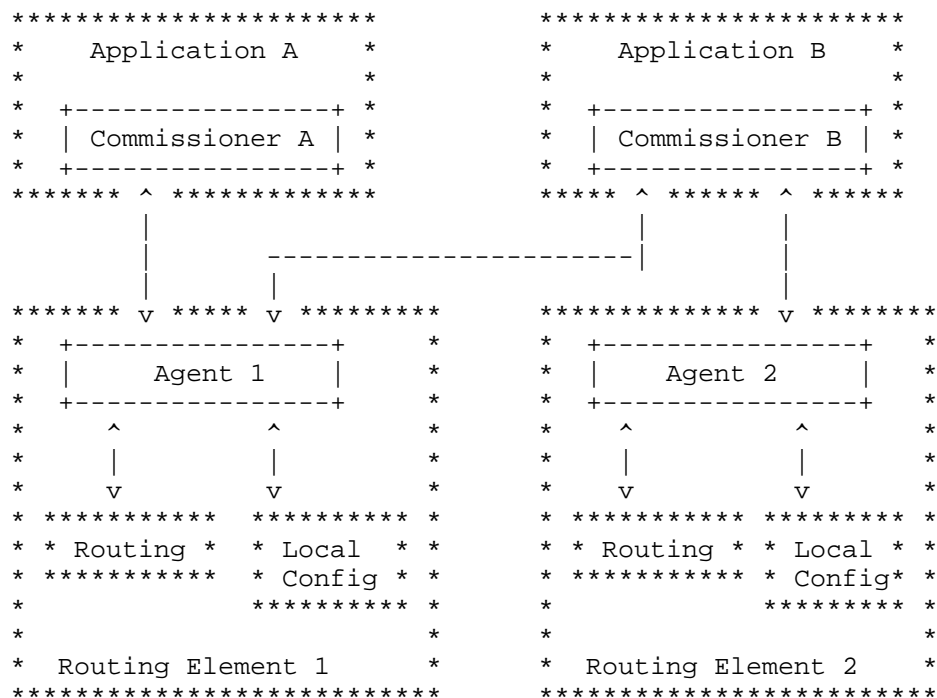 *********************** ***********************
* Application A * * Application B *
* * * *
* +----------------+ * * +----------------+ *
* | Commissioner A | * * | Commissioner B | *
* +----------------+ * * +----------------+ *
******* ^ ************* ***** ^ ****** ^ ******
| | |
| -----------------------| |
| | |
******* v ***** v ********* ************** v ********
* +----------------+ * * +----------------+ *
* | Agent 1 | * * | Agent 2 | *
* +----------------+ * * +----------------+ *
* ^ ^ * * ^ ^ *
* | | * * | | *
* v v * * v v *
* *********** ********** * * *********** ********* *
* * Routing * * Local * * * * Routing * * Local * *
* *********** * Config * * * *********** * Config* *
* ********** * * ********* *
* * * *
* Routing Element 1 * * Routing Element 2 *
*************************** *************************